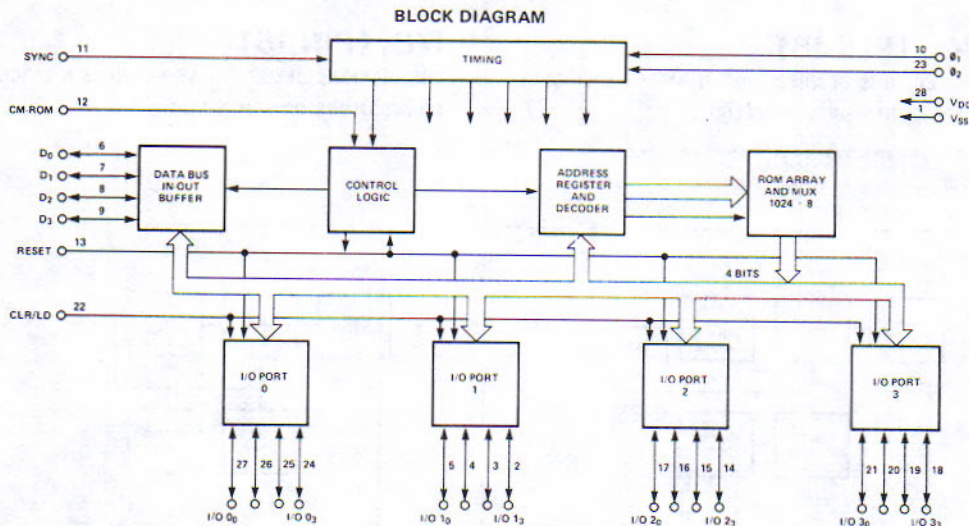 BLOCK DIAGRAM
SYNC 11
TIMING
10 ø₁
23 ø₂
28 V_DD
1 V_SS
CM-ROM 12
D₀ 6
D₁ 7
D₂ 8
D₃ 9
DATA BUS
IN-OUT
BUFFER
CONTROL
LOGIC
ADDRESS
REGISTER
AND
DECODER
ROM ARRAY
AND MUX
1024 · 8
RESET 13
4 BITS
CLR/LD 22
I/O PORT
0
I/O PORT
1
I/O PORT
2
I/O PORT
3
27 26 25 24
5 4 3 2
17 16 15 14
21 20 19 18
I/O 0₀ I/O 0₃
I/O 1₀ I/O 1₃
I/O 2₀ I/O 2₃
I/O 3₀ I/O 3₃